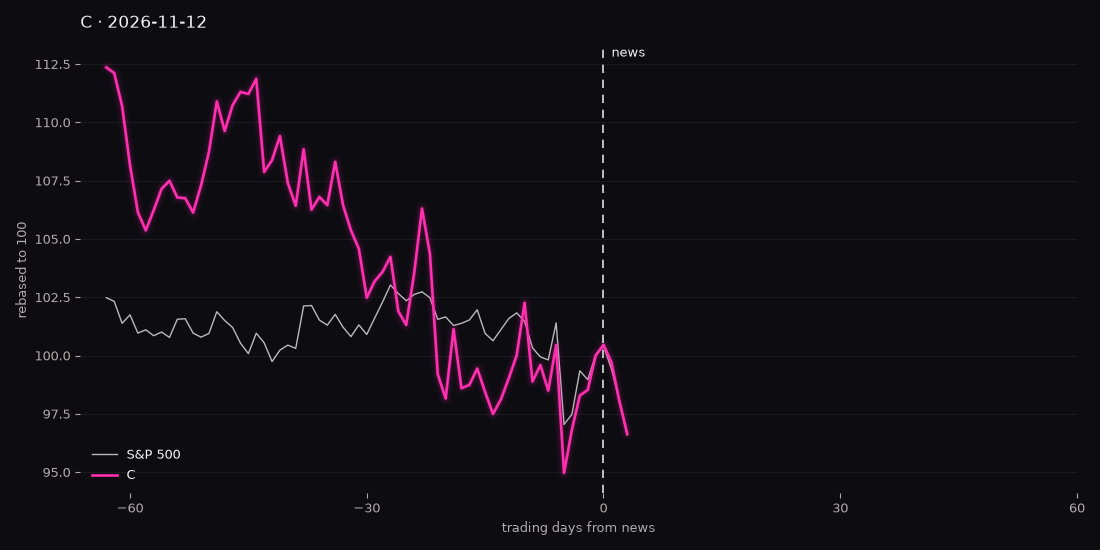 C · 2026-11-12
news
rebased to 100
112.5
110.0
107.5
105.0
102.5
100.0
97.5
95.0
S&P 500
C
−60
−30
0
30
60
trading days from news